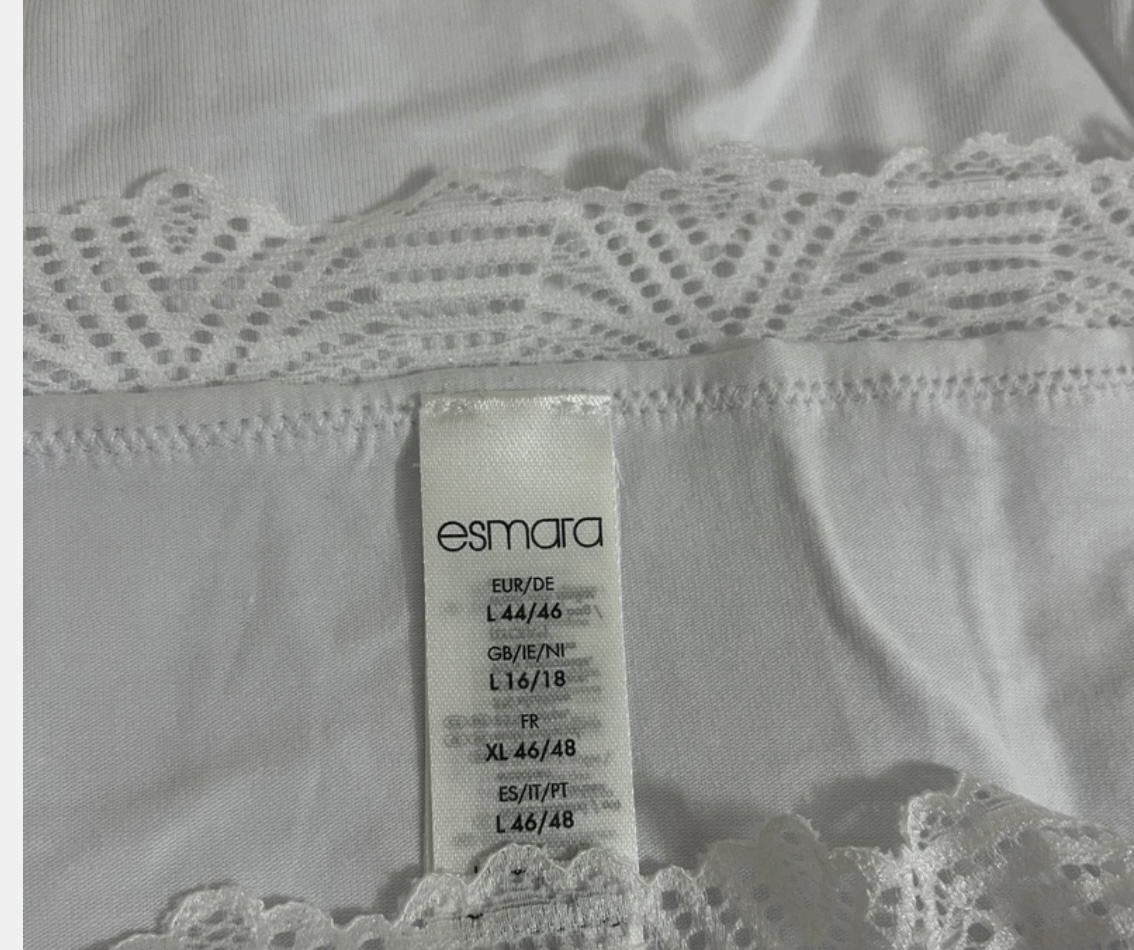 esmara
EUR/DE
L 44/46
GB/IE/NI
L 16/18
FR
XL 46/48
ES/IT/PT
L 46/48